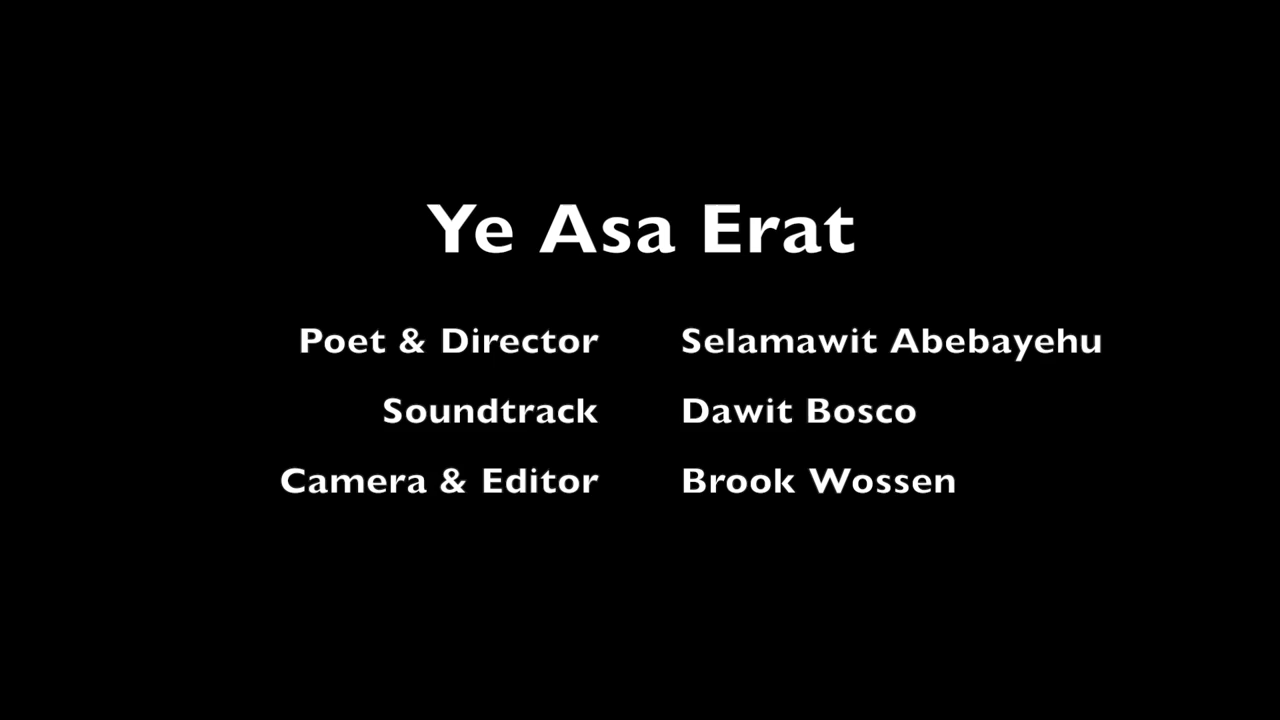 Ye Asa Erat
Poet & Director Selamawit Abebayehu
Soundtrack Dawit Bosco
Camera & Editor Brook Wossen